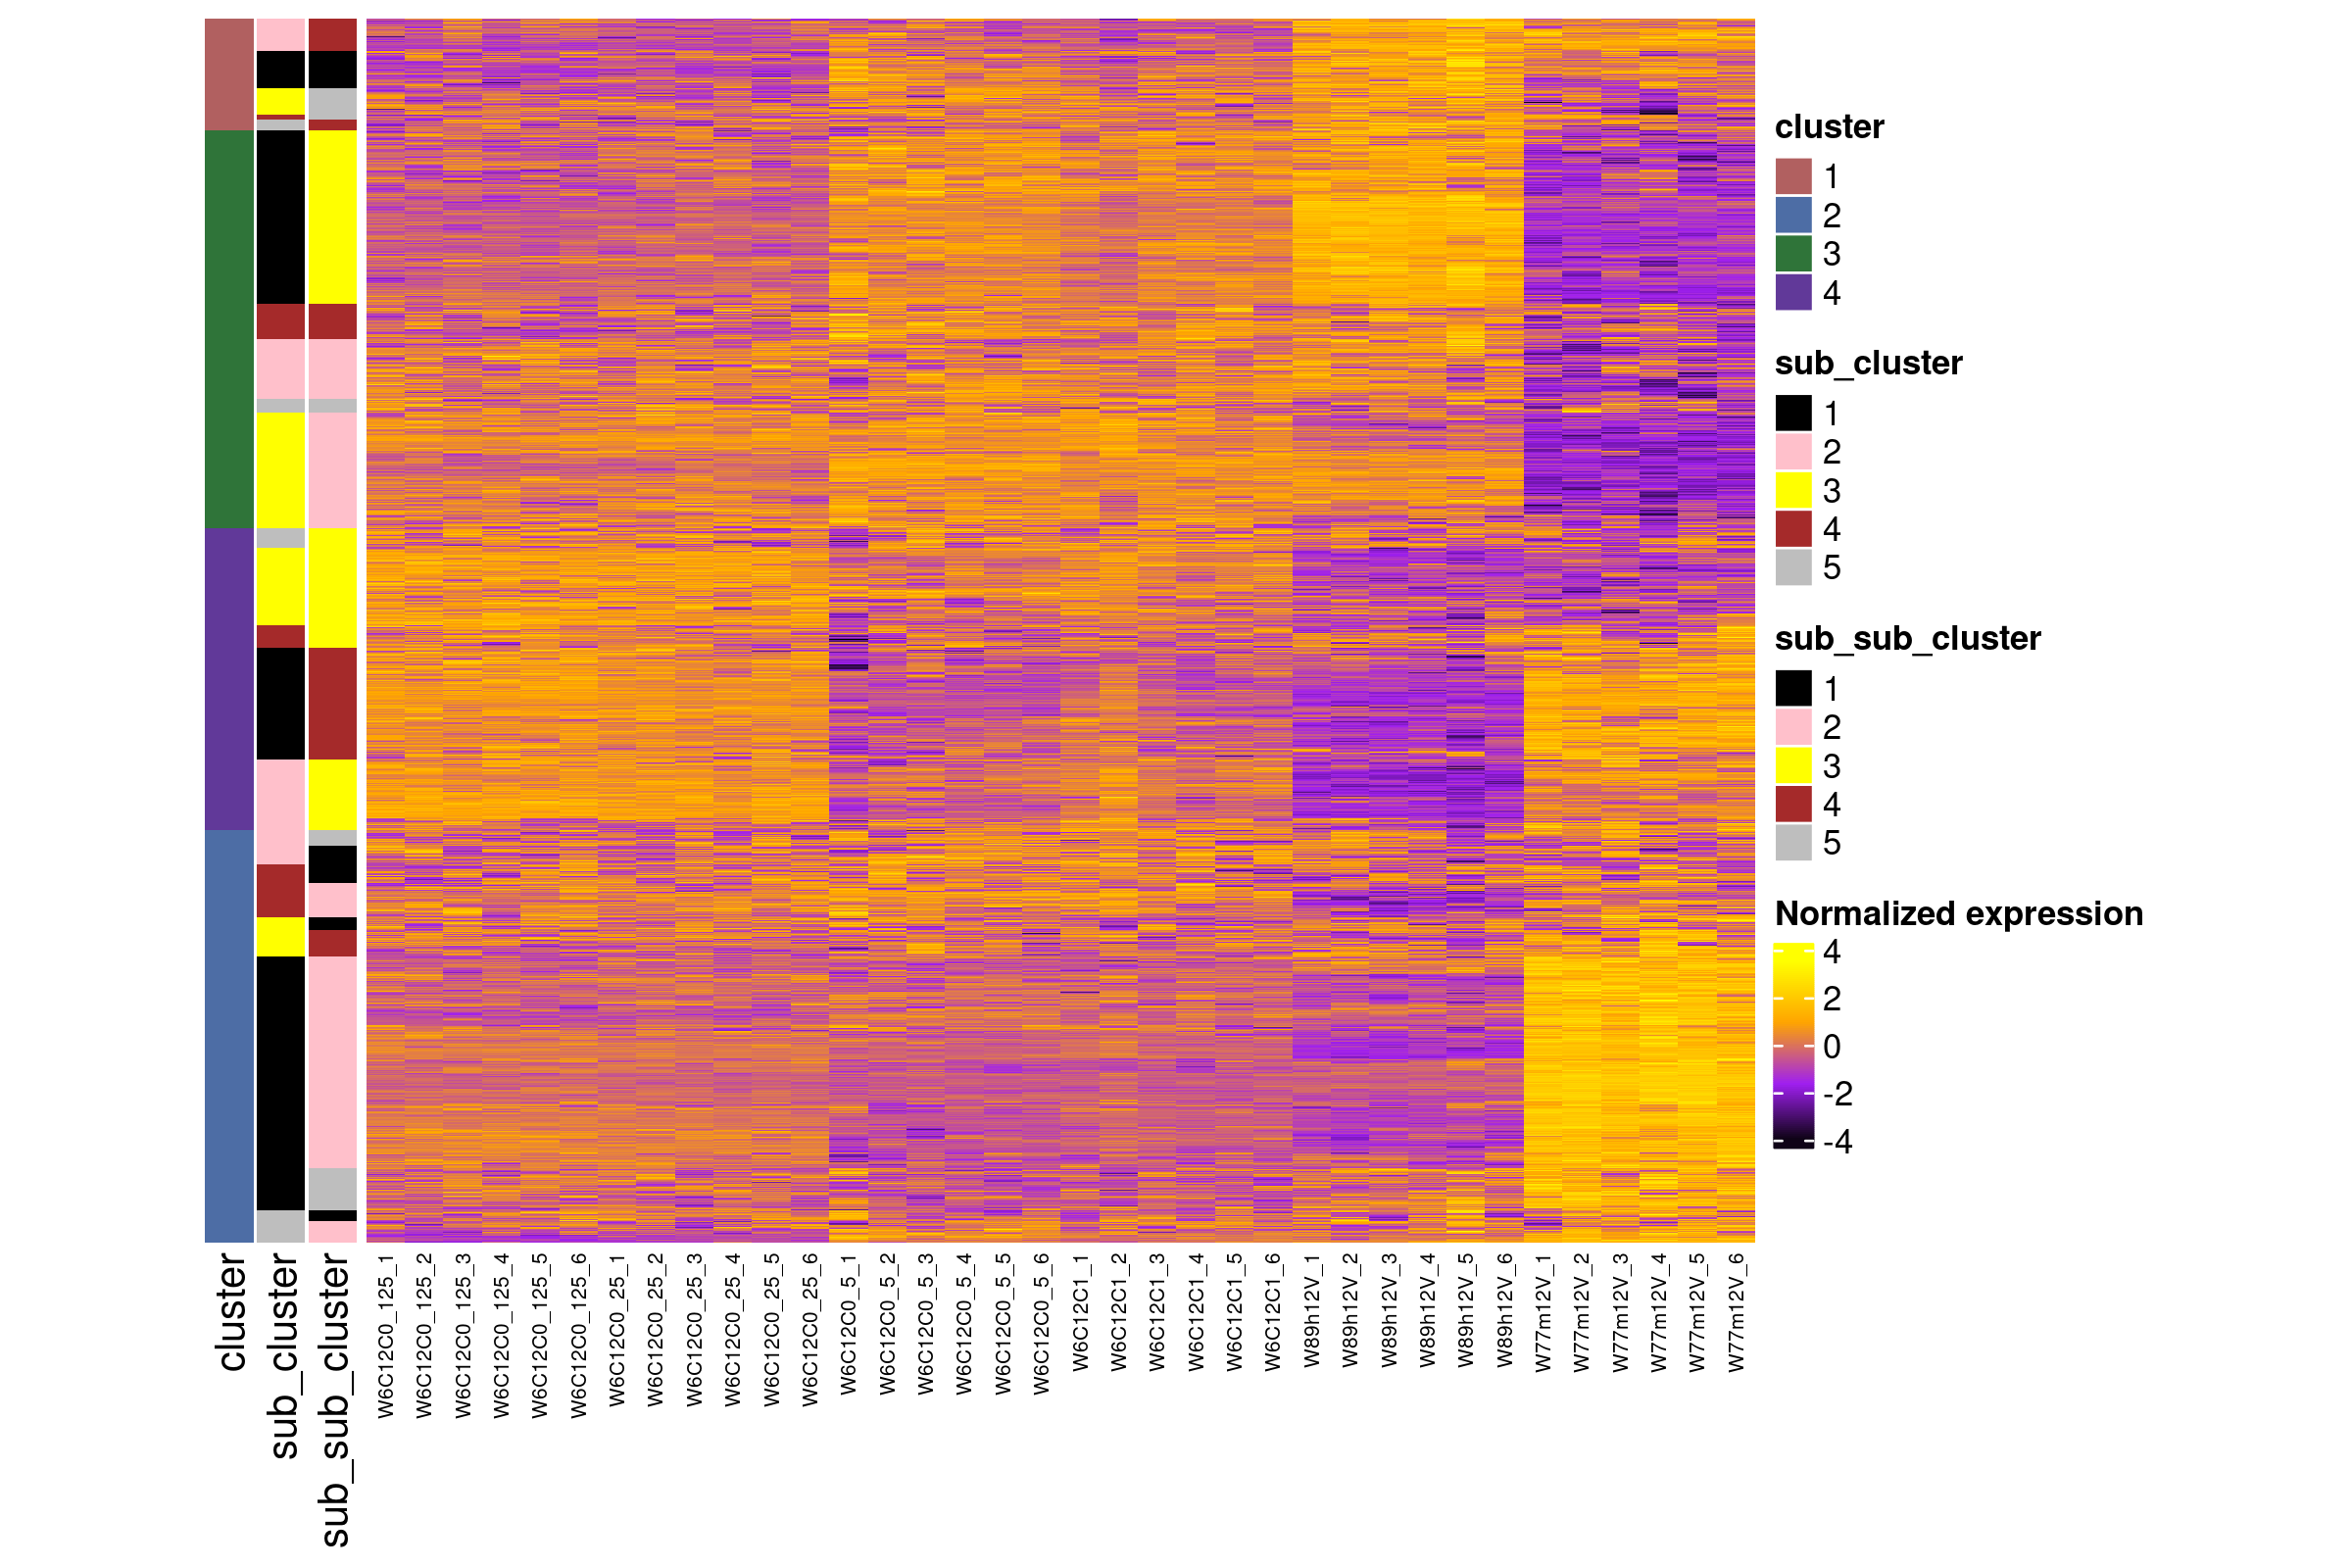 cluster
1
2
3
4
sub_cluster
1
2
3
4
5
sub_sub_cluster
1
2
3
4
5
Normalized expression
4
2
0
-2
-4
cluster
sub_cluster
sub_sub_cluster
W6C12C0_125_1
W6C12C0_125_2
W6C12C0_125_3
W6C12C0_125_4
W6C12C0_125_5
W6C12C0_125_6
W6C12C0_25_1
W6C12C0_25_2
W6C12C0_25_3
W6C12C0_25_4
W6C12C0_25_5
W6C12C0_25_6
W6C12C0_5_1
W6C12C0_5_2
W6C12C0_5_3
W6C12C0_5_4
W6C12C0_5_5
W6C12C0_5_6
W6C12C1_1
W6C12C1_2
W6C12C1_3
W6C12C1_4
W6C12C1_5
W6C12C1_6
W89h12V_1
W89h12V_2
W89h12V_3
W89h12V_4
W89h12V_5
W89h12V_6
W77m12V_1
W77m12V_2
W77m12V_3
W77m12V_4
W77m12V_5
W77m12V_6